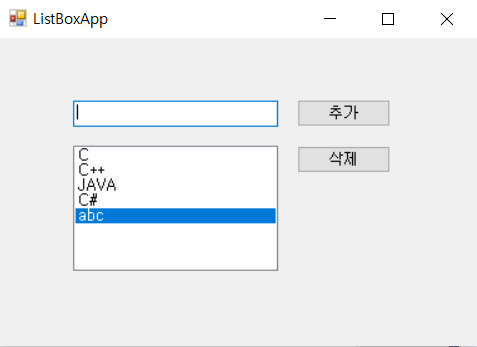 ListBoxApp
추가
삭제
C
C++
JAVA
C#
abc